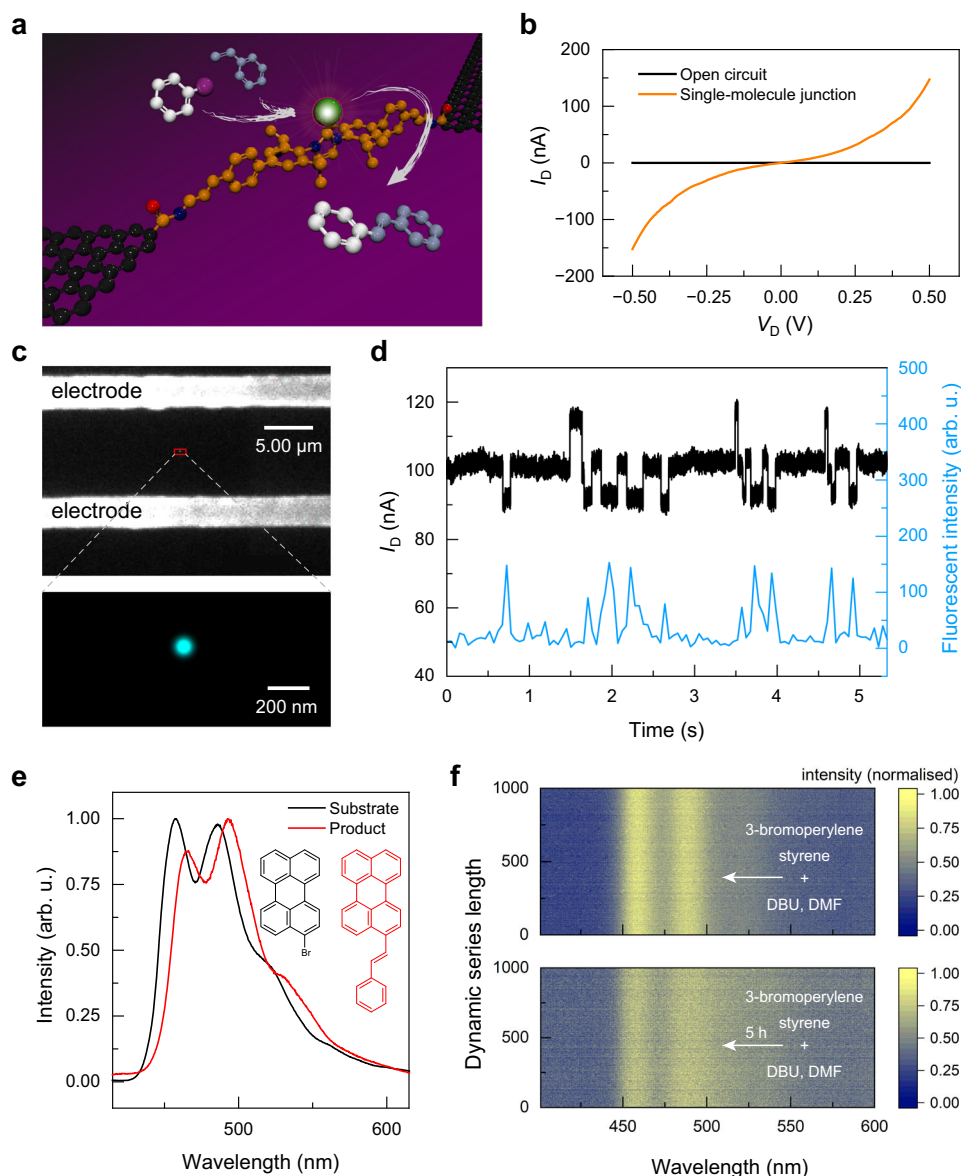 a
b
200
100
0
−100
−200
I_D (nA)
Open circuit
Single-molecule junction
−0.50
−0.25
0.00
0.25
0.50
V_D (V)
c
electrode
5.00 µm
electrode
200 nm
d
120
100
80
60
40
I_D (nA)
500
400
300
200
100
0
Fluorescent intensity (arb. u.)
0
1
2
3
4
5
Time (s)
e
1.00
0.75
0.50
0.25
0.00
Intensity (arb. u.)
Substrate
Product
Br
500
550
600
Wavelength (nm)
f
intensity (normalised)
1000
500
0
3-bromoperylene
styrene
+
DBU, DMF
1.00
0.75
0.50
0.25
0.00
Dynamic series length
1000
500
0
3-bromoperylene
styrene
5 h
+
DBU, DMF
1.00
0.75
0.50
0.25
0.00
450
500
550
600
Wavelength (nm)